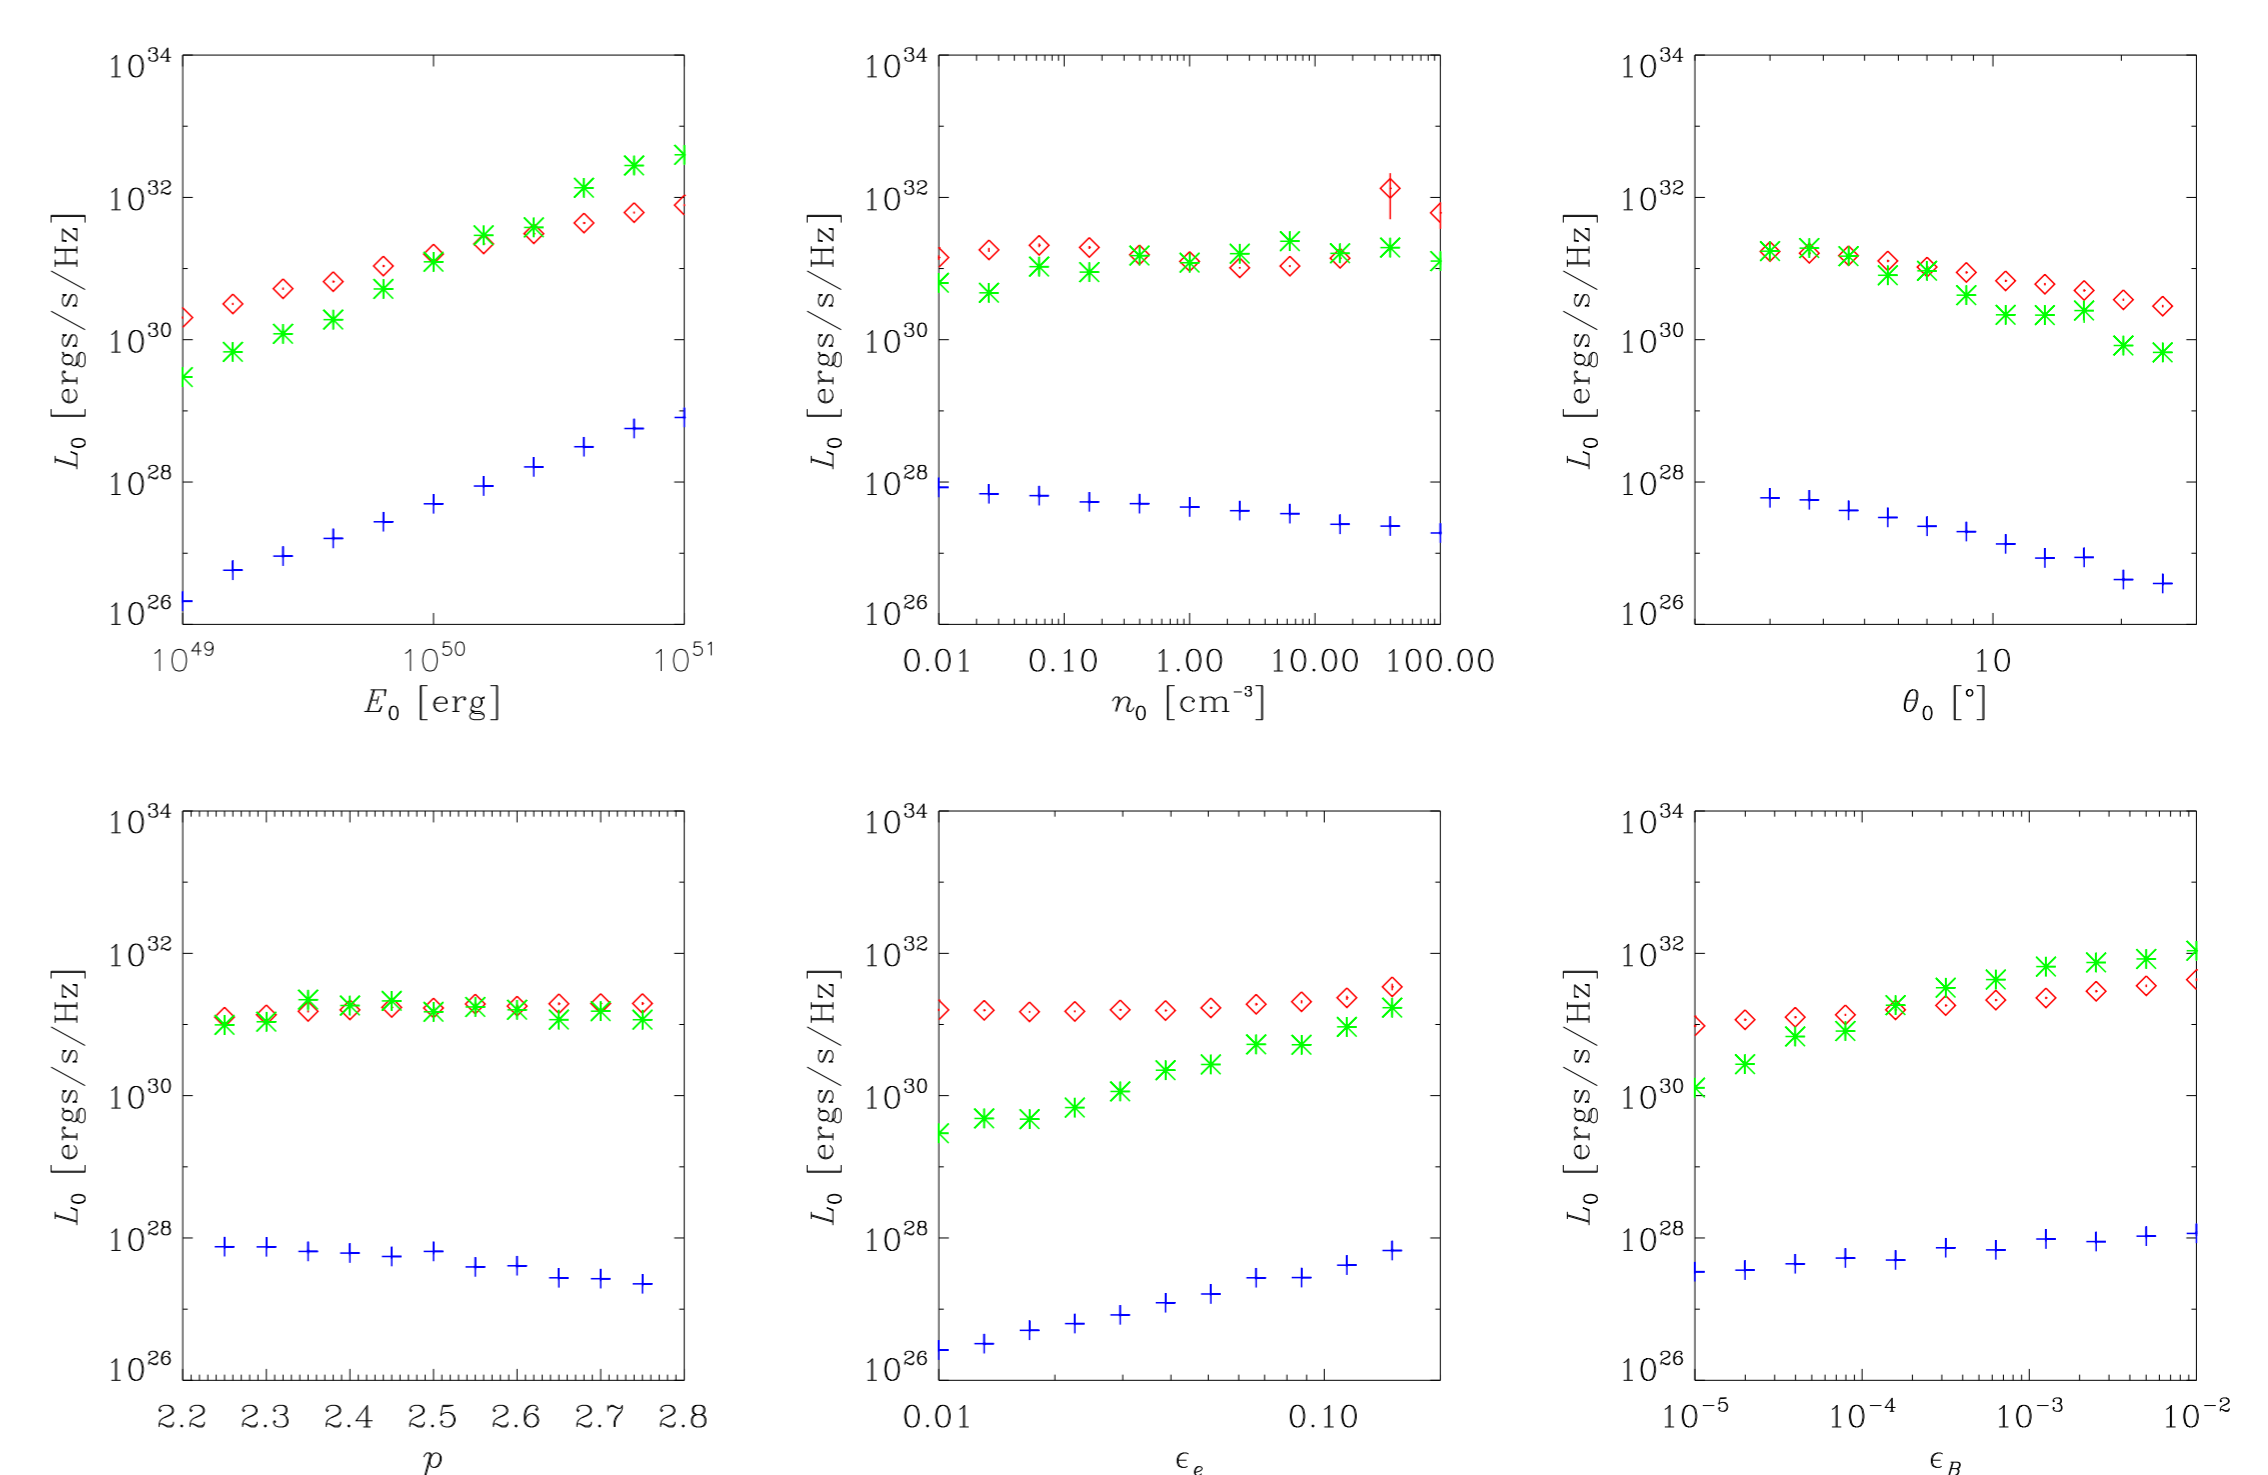 10^34
10^32
10^30
10^28
10^26
L_0 [ergs/s/Hz]
10^49 10^50 10^51
E_0 [erg]
10^34
10^32
10^30
10^28
10^26
L_0 [ergs/s/Hz]
0.01 0.10 1.00 10.00 100.00
n_0 [cm^-3]
10^34
10^32
10^30
10^28
10^26
L_0 [ergs/s/Hz]
10
θ_0 [°]
10^34
10^32
10^30
10^28
10^26
L_0 [ergs/s/Hz]
2.2 2.3 2.4 2.5 2.6 2.7 2.8
p
10^34
10^32
10^30
10^28
10^26
L_0 [ergs/s/Hz]
0.01 0.10
ϵ_e
10^34
10^32
10^30
10^28
10^26
L_0 [ergs/s/Hz]
10^-5 10^-4 10^-3 10^-2
ϵ_B